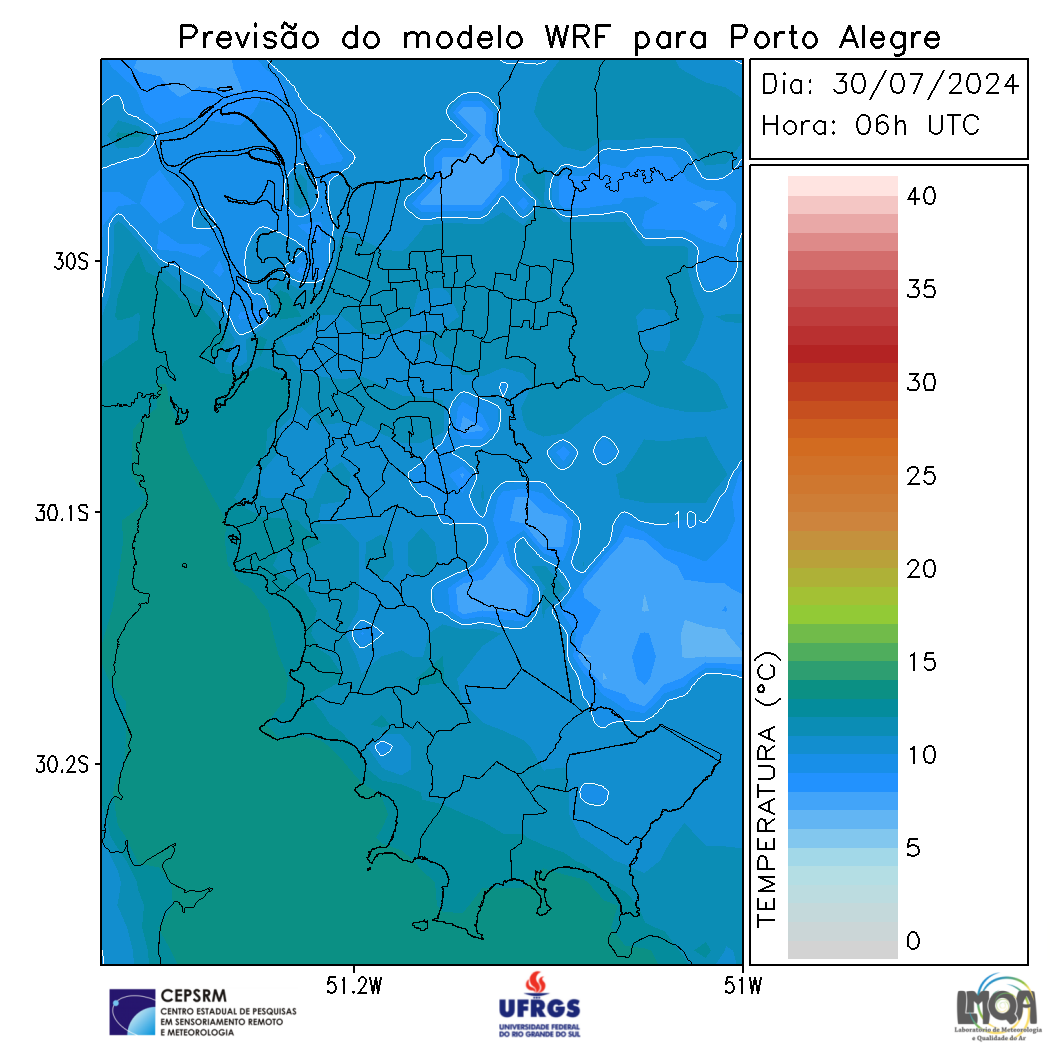 Previsão do modelo WRF para Porto Alegre
Dia: 30/07/2024
Hora: 06h UTC
40
35
30
25
20
15
10
5
0
TEMPERATURA (°C)
30S
30.1S
30.2S
10
51.2W
51W
CEPSRM
CENTRO ESTADUAL DE PESQUISAS
EM SENSORIAMENTO REMOTO
E METEOROLOGIA
UFRGS
UNIVERSIDADE FEDERAL
DO RIO GRANDE DO SUL
LMQA
Laboratório de Meteorologia
e Qualidade do Ar